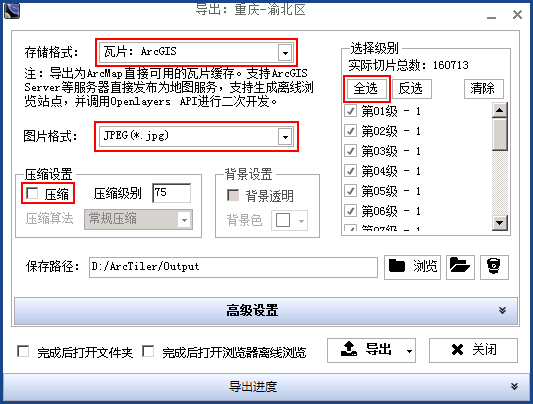 导出：重庆-渝北区
存储格式： 瓦片：ArcGIS
注：导出为ArcMap直接可用的瓦片缓存。支持ArcGIS
Server等服务器直接发布为地图服务，支持生成离线浏
览站点，并调用Openlayers API进行二次开发。
图片格式： JPEG(*.jpg)
压缩设置
压缩 压缩级别 75
压缩算法 常规压缩
背景设置
背景透明
背景色
选择级别
实际切片总数：160713
全选 反选 清除
第01级 - 1
第02级 - 1
第03级 - 1
第04级 - 1
第05级 - 1
第06级 - 1
第07级 - 1
保存路径： D:/ArcTiler/Output 浏览
高级设置
完成后打开文件夹 完成后打开浏览器离线浏览 导出 关闭
导出进度